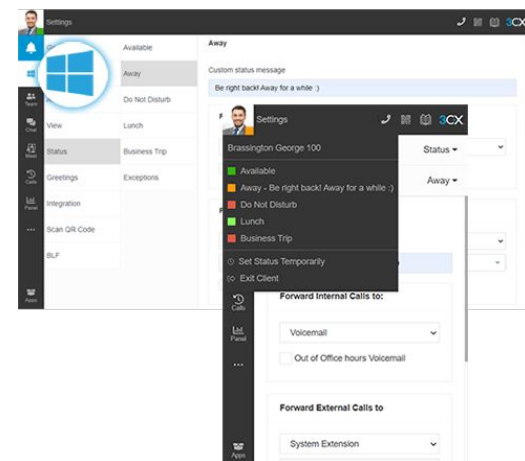 Settings
3CX
Available
Away
Custom status message
Away
Be right back! Away for a while :)
Do Not Disturb
Team
Chat
View
Lunch
Meet
Status
Business Trip
Calls
Greetings
Exceptions
Panel
Integration
Scan QR Code
BLF
Apps
Settings
3CX
Brassington George 100
Status
Available
Away - Be right back! Away for a while :)
Away
Do Not Disturb
Lunch
Business Trip
Set Status Temporarily
Exit Client
Calls
Forward Internal Calls to:
Panel
Voicemail
Out of Office hours Voicemail
Forward External Calls to
System Extension
Apps